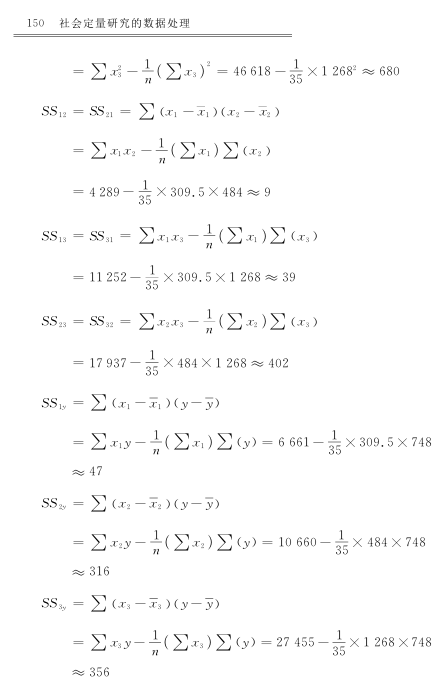 150 社会定量研究的数据处理
= ∑x₃² − 1/n(∑x₃)² = 46 618 − 1/35 × 1 268² ≈ 680
SS₁₂ = SS₂₁ = ∑(x₁ − x̄₁)(x₂ − x̄₂)
= ∑x₁x₂ − 1/n(∑x₁)∑(x₂)
= 4 289 − 1/35 × 309.5 × 484 ≈ 9
SS₁₃ = SS₃₁ = ∑x₁x₃ − 1/n(∑x₁)∑(x₃)
= 11 252 − 1/35 × 309.5 × 1 268 ≈ 39
SS₂₃ = SS₃₂ = ∑x₂x₃ − 1/n(∑x₂)∑(x₃)
= 17 937 − 1/35 × 484 × 1 268 ≈ 402
SS₁ᵧ = ∑(x₁ − x̄₁)(y − ȳ)
= ∑x₁y − 1/n(∑x₁)∑(y) = 6 661 − 1/35 × 309.5 × 748
≈ 47
SS₂ᵧ = ∑(x₂ − x̄₂)(y − ȳ)
= ∑x₂y − 1/n(∑x₂)∑(y) = 10 660 − 1/35 × 484 × 748
≈ 316
SS₃ᵧ = ∑(x₃ − x̄₃)(y − ȳ)
= ∑x₃y − 1/n(∑x₃)∑(y) = 27 455 − 1/35 × 1 268 × 748
≈ 356